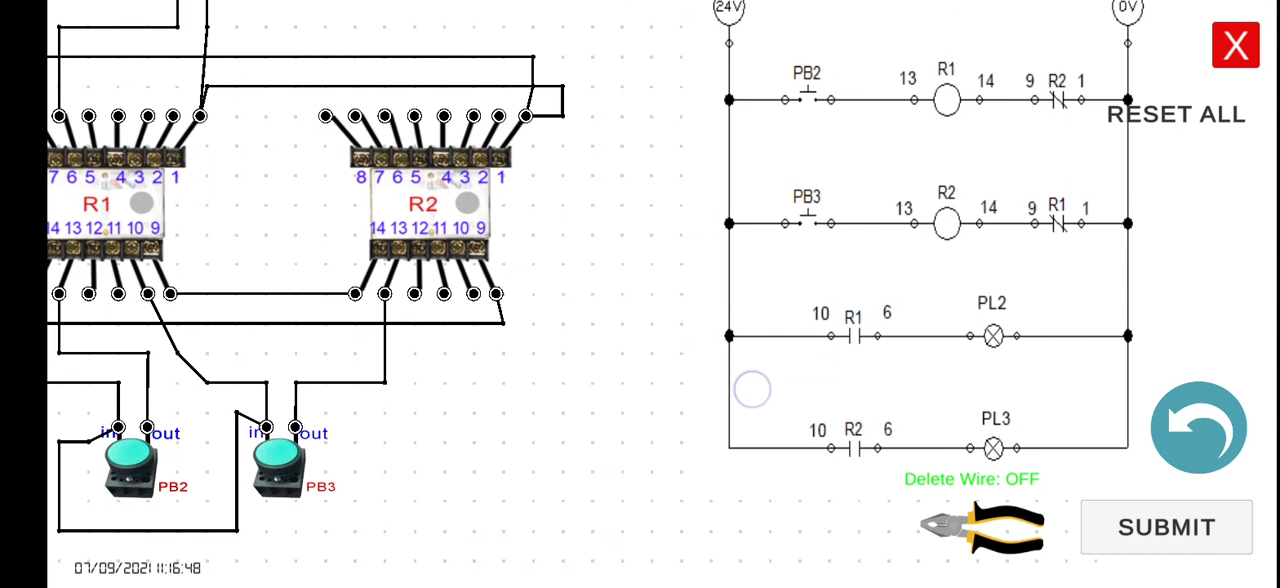 24V 0V
X
PB2 13 R1 14 9 R2 1
RESET ALL
7 6 5 4 3 2 1
8 7 6 5 4 3 2 1
R1
R2
14 13 12 11 10 9
14 13 12 11 10 9
PB3 13 R2 14 9 R1 1
10 R1 6 PL2
10 R2 6 PL3
in out
in out
PB2
PB3
Delete Wire: OFF
SUBMIT
07/09/2021 11:16:48